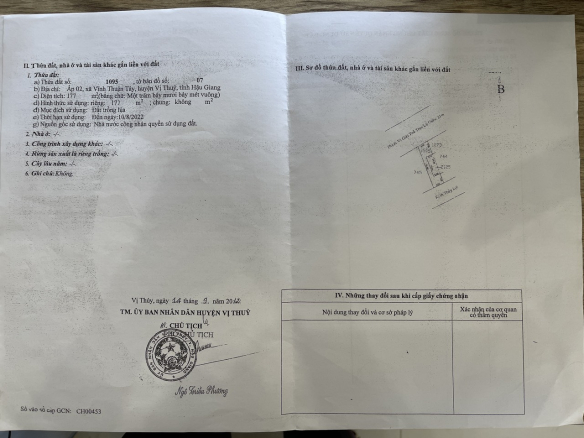 II. Thửa đất, nhà ở và tài sản khác gắn liền với đất
1. Thửa đất:
a) Thửa đất số: 1095, tờ bản đồ số: 07
b) Địa chỉ: Ấp 02, xã Vĩnh Thuận Tây, huyện Vị Thuỷ, tỉnh Hậu Giang
c) Diện tích: 177 m² (bằng chữ: Một trăm bảy mươi bảy mét vuông)
d) Hình thức sử dụng: riêng: 177 m²; chung: không m²
đ) Mục đích sử dụng: Đất trồng lúa
e) Thời hạn sử dụng: Đến ngày 10/8/2022
g) Nguồn gốc sử dụng: Nhà nước công nhận quyền sử dụng đất.
2. Nhà ở: -/-
3. Công trình xây dựng khác: -/-
4. Rừng sản xuất là rừng trồng: -/-
5. Cây lâu năm: -/-
6. Ghi chú: Không.
Vị Thủy, ngày tháng năm
TM. ỦY BAN NHÂN DÂN HUYỆN VỊ THUỶ
CHỦ TỊCH
CHỦ TỊCH
Phương
Số vào sổ cấp GCN: CH00453
III. Sơ đồ thửa đất, nhà ở và tài sản khác gắn liền với đất
B
IV. Những thay đổi sau khi cấp giấy chứng nhận
Nội dung thay đổi và cơ sở pháp lý
Xác nhận của cơ quan
có thẩm quyền